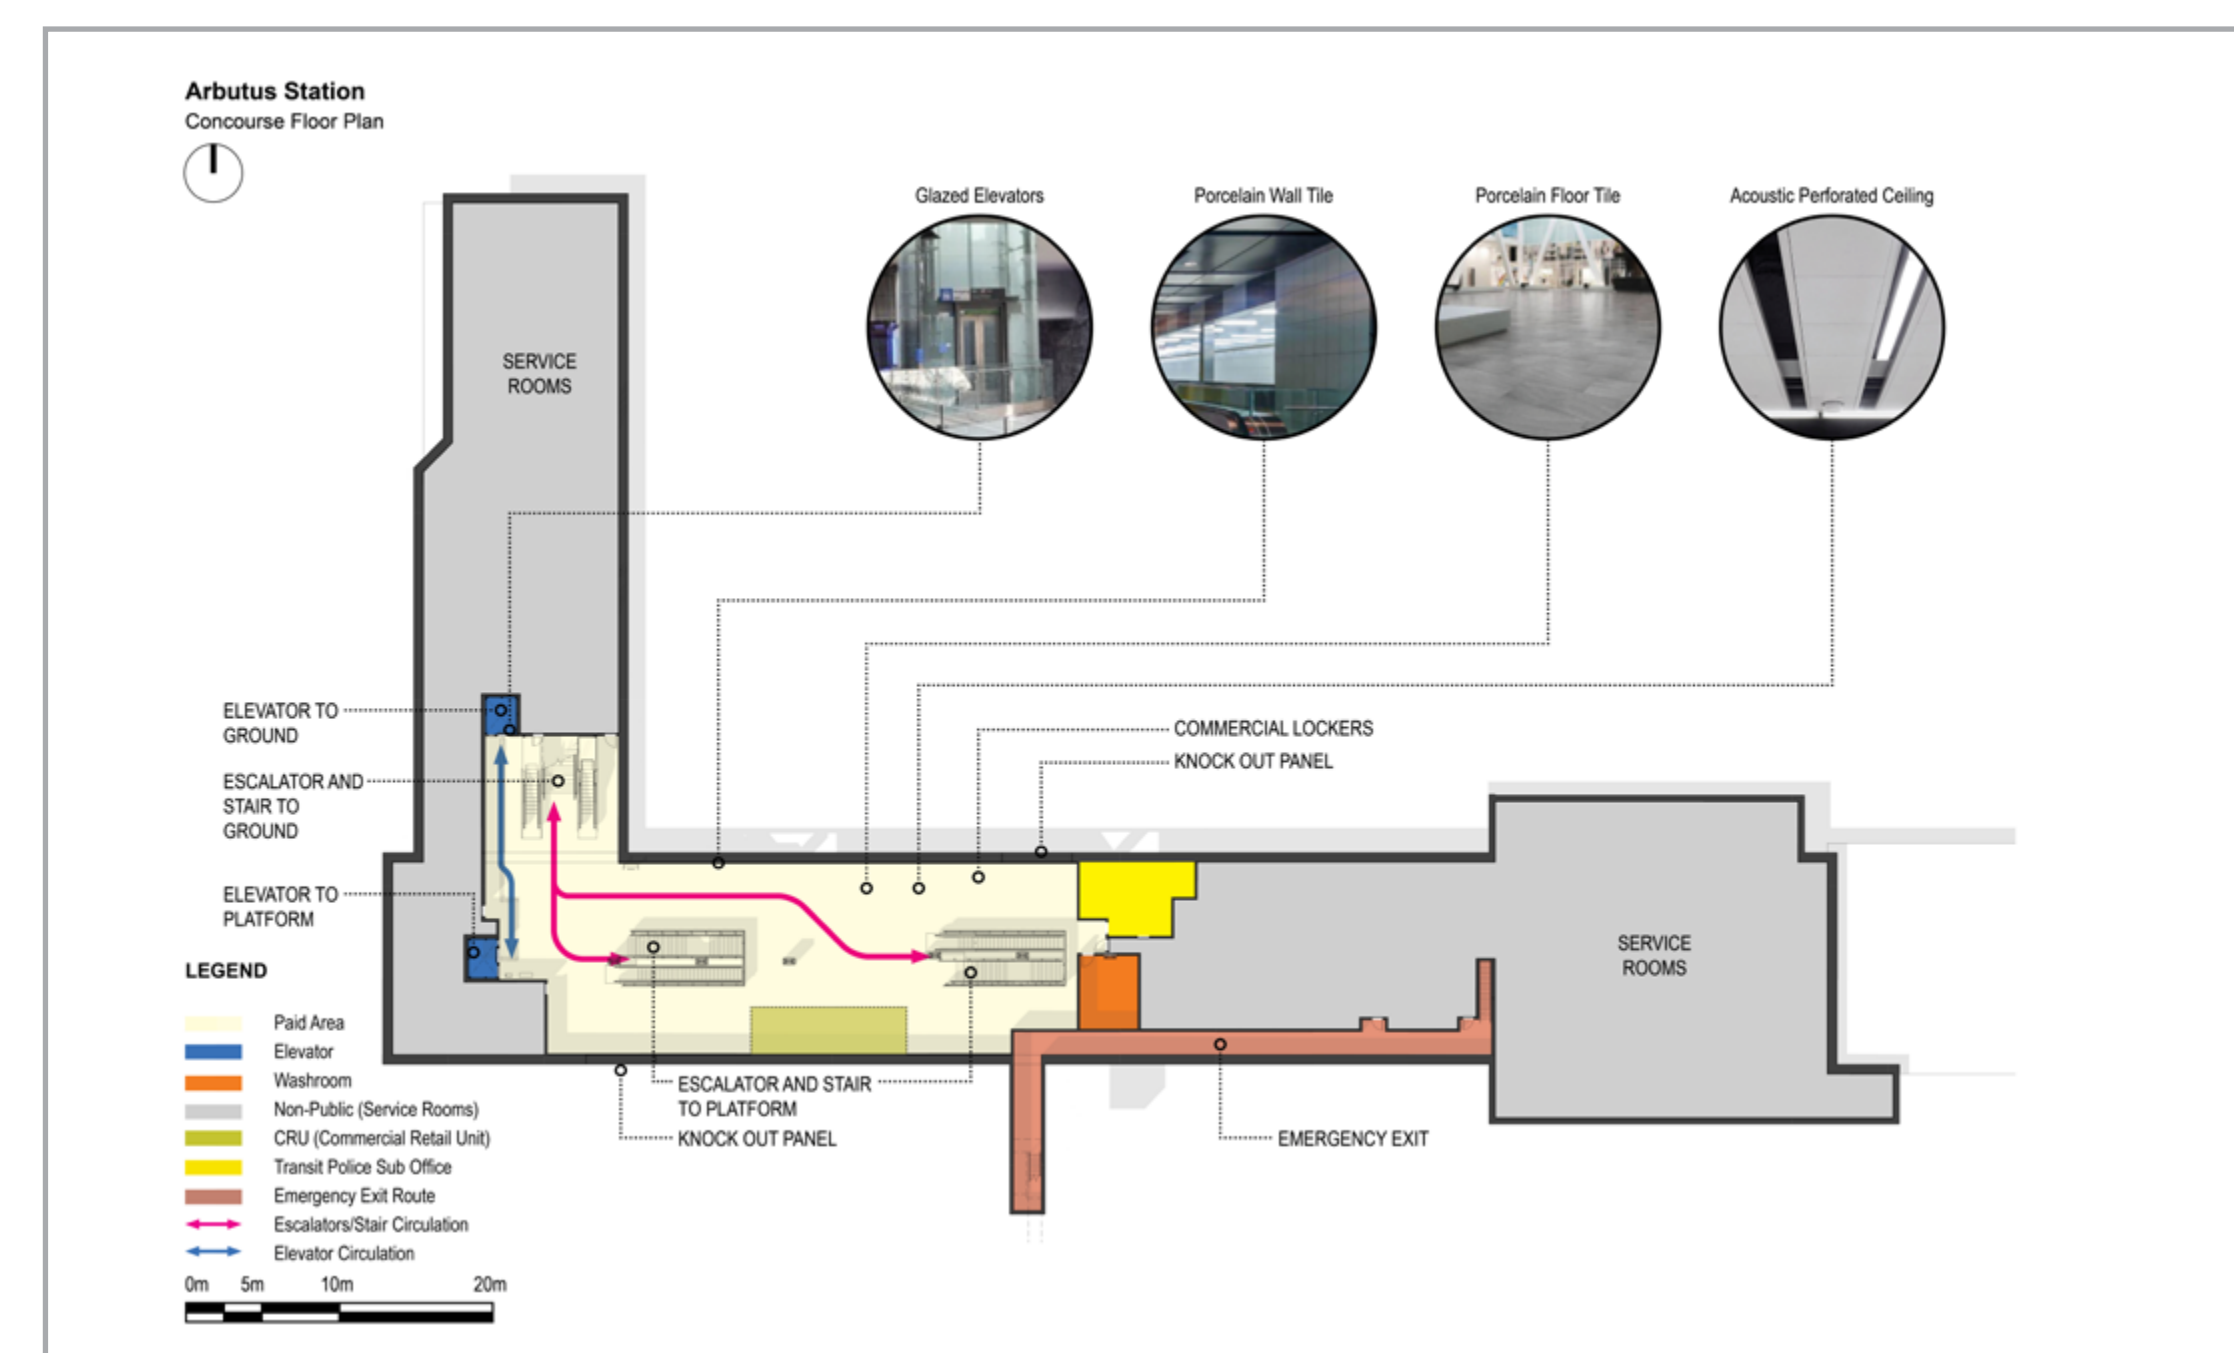 Arbutus Station
Concourse Floor Plan
Glazed Elevators
Porcelain Wall Tile
Porcelain Floor Tile
Acoustic Perforated Ceiling
SERVICE
ROOMS
ELEVATOR TO
GROUND
COMMERCIAL LOCKERS
KNOCK OUT PANEL
ESCALATOR AND
STAIR TO
GROUND
ELEVATOR TO
PLATFORM
SERVICE
ROOMS
LEGEND
Paid Area
Elevator
Washroom
Non-Public (Service Rooms)
CRU (Commercial Retail Unit)
Transit Police Sub Office
Emergency Exit Route
Escalators/Stair Circulation
Elevator Circulation
ESCALATOR AND STAIR
TO PLATFORM
KNOCK OUT PANEL
EMERGENCY EXIT
0m 5m 10m 20m